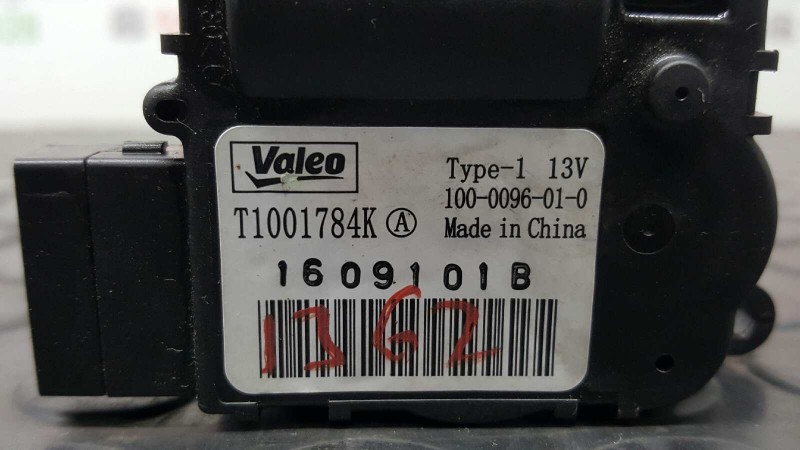 Valeo
Type-1 13V
100-0096-01-0
T1001784K Ⓐ
Made in China
1609101B
13G2